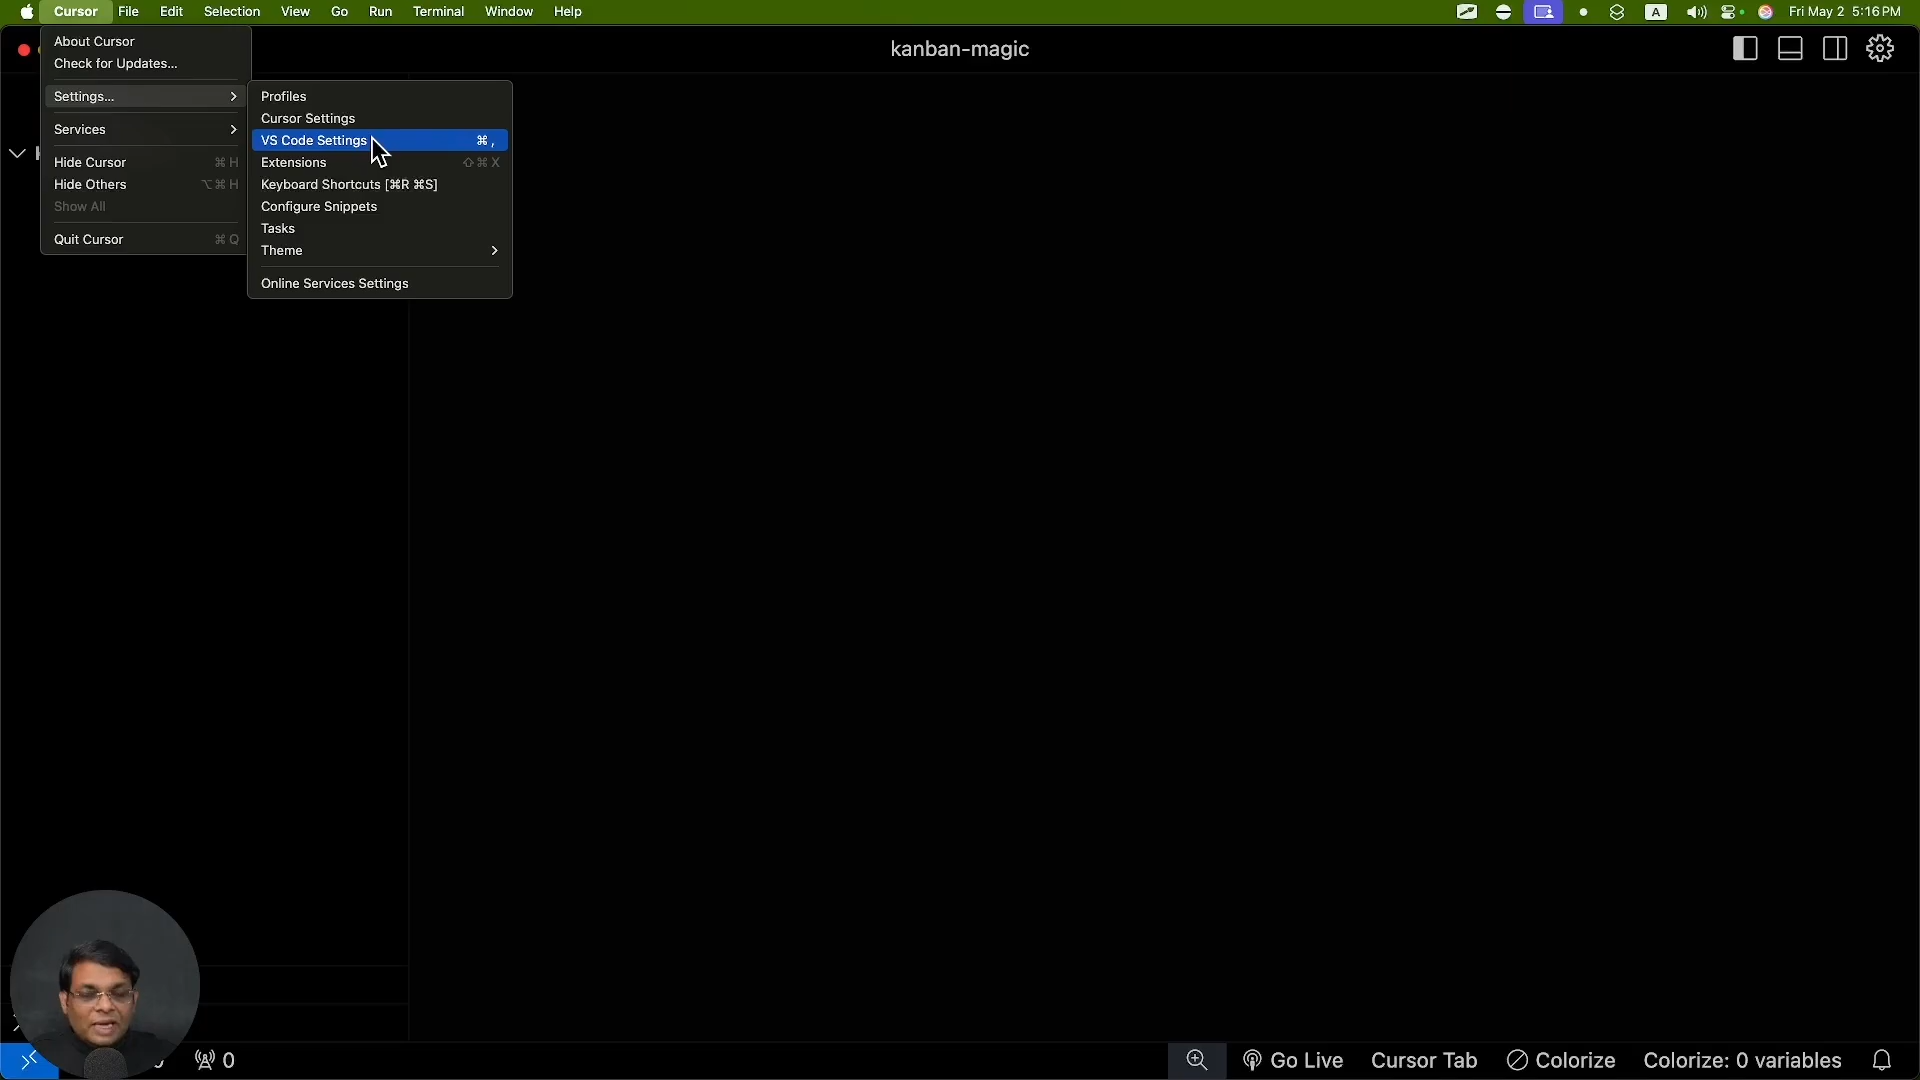 Cursor File Edit Selection View Go Run Terminal Window Help A Fri May 2 5:16 PM
kanban-magic
About Cursor
Check for Updates...
Settings...
Services
Hide Cursor ⌘ H
Hide Others ⌥ ⌘ H
Show All
Quit Cursor ⌘ Q
Profiles
Cursor Settings
VS Code Settings ⌘ ,
Extensions ⇧ ⌘ X
Keyboard Shortcuts [⌘R ⌘S]
Configure Snippets
Tasks
Theme
Online Services Settings
0 Go Live Cursor Tab Colorize Colorize: 0 variables